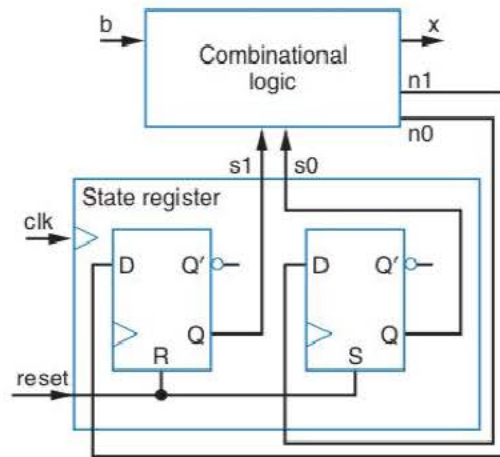 b
Combinational
logic
x
n1
n0
s1
s0
State register
clk
D
Q′
Q
R
D
Q′
Q
S
reset